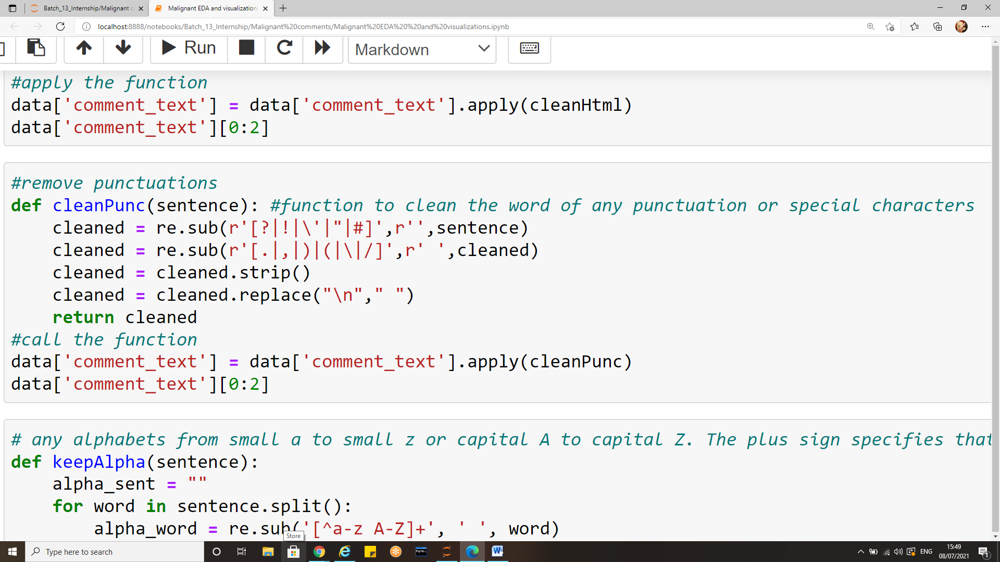 Batch_13_Internship/Malignant c
Malignant EDA and visualization
localhost:8888/notebooks/Batch_13_Internship/Malignant%20comments/Malignant%20EDA%20%20and%20visualizations.ipynb
Run
Markdown
#apply the function
data['comment_text'] = data['comment_text'].apply(cleanHtml)
data['comment_text'][0:2]
#remove punctuations
def cleanPunc(sentence): #function to clean the word of any punctuation or special characters
    cleaned = re.sub(r'[?|!|\'|"|#]',r'',sentence)
    cleaned = re.sub(r'[.|,|)|(|\|/]',r' ',cleaned)
    cleaned = cleaned.strip()
    cleaned = cleaned.replace("\n"," ")
    return cleaned
#call the function
data['comment_text'] = data['comment_text'].apply(cleanPunc)
data['comment_text'][0:2]
# any alphabets from small a to small z or capital A to capital Z. The plus sign specifies that
def keepAlpha(sentence):
    alpha_sent = ""
    for word in sentence.split():
        alpha_word = re.sub('[^a-z A-Z]+', ' ', word)
Store
Type here to search
MySQL
ENG
15:49
08/07/2021
1